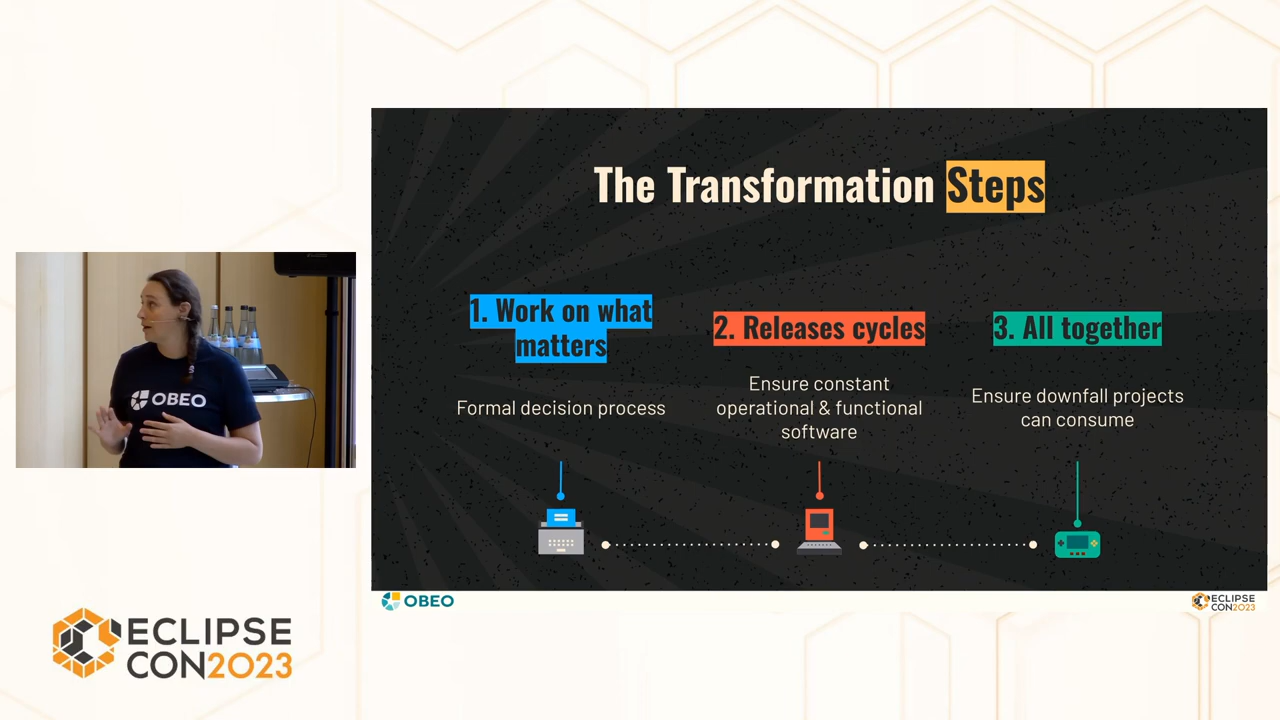 The Transformation Steps
1. Work on what
matters
Formal decision process
2. Releases cycles
Ensure constant
operational & functional
software
3. All together
Ensure downfall projects
can consume
OBEO
OBEO
ECLIPSE
CON2023
ECLIPSE
CON2023